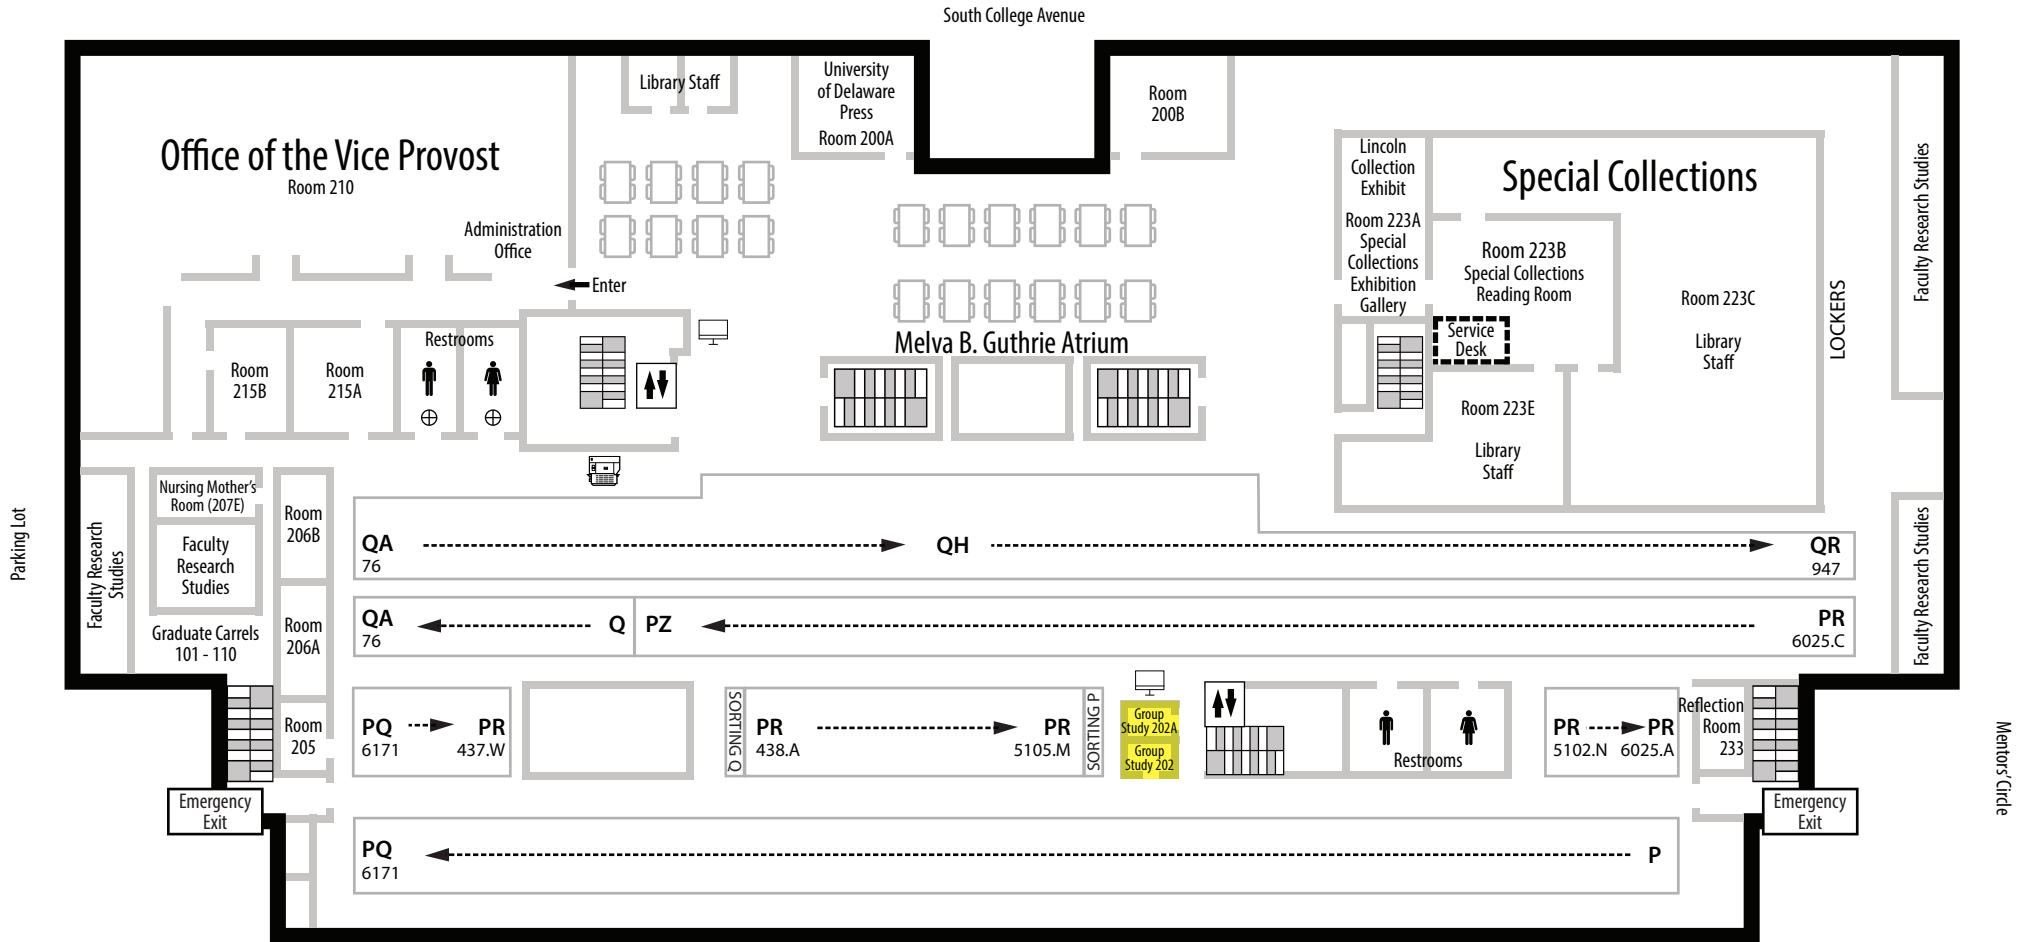 South College Avenue
Library Staff
University
of Delaware
Press
Room 200A
Room
200B
Office of the Vice Provost
Room 210
Administration
Office
Enter
Lincoln
Collection
Exhibit
Room 223A
Special
Collections
Exhibition
Gallery
Special Collections
Room 223B
Special Collections
Reading Room
Service
Desk
Room 223C
Library
Staff
LOCKERS
Faculty Research Studies
Room
215B
Room
215A
Restrooms
Melva B. Guthrie Atrium
Room 223E
Library
Staff
Parking Lot
Faculty Research
Studies
Nursing Mother's
Room (207E)
Faculty
Research
Studies
Graduate Carrels
101 - 110
Room
206B
Room
206A
Room
205
QA
76
QH
QR
947
QA
76
Q
PZ
PR
6025.C
Faculty Research Studies
PQ
6171
PR
437.W
SORTING Q
PR
438.A
PR
5105.M
SORTING P
Group
Study 202A
Group
Study 202
Restrooms
PR
5102.N
PR
6025.A
Reflection
Room
233
Mentors' Circle
Emergency
Exit
Emergency
Exit
PQ
6171
P